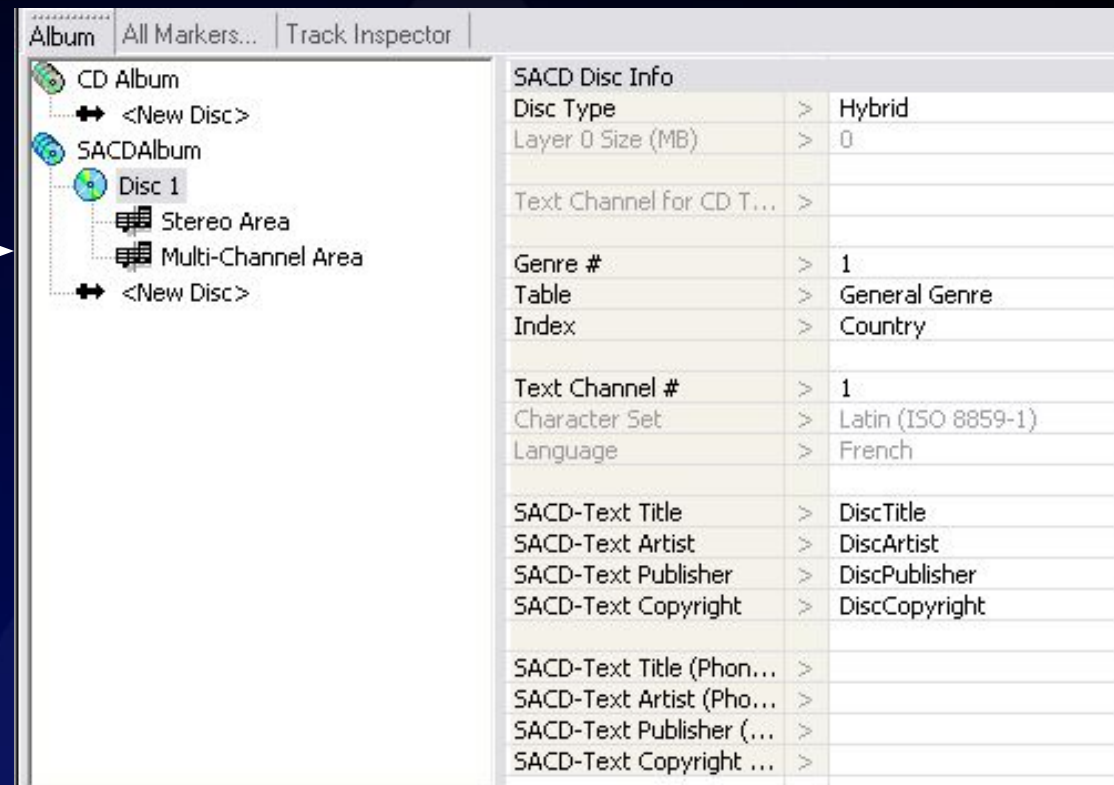 Album All Markers... Track Inspector
CD Album
<New Disc>
SACDAlbum
Disc 1
Stereo Area
Multi-Channel Area
<New Disc>
SACD Disc Info
Disc Type > Hybrid
Layer 0 Size (MB) > 0
Text Channel for CD T... >
Genre # > 1
Table > General Genre
Index > Country
Text Channel # > 1
Character Set > Latin (ISO 8859-1)
Language > French
SACD-Text Title > DiscTitle
SACD-Text Artist > DiscArtist
SACD-Text Publisher > DiscPublisher
SACD-Text Copyright > DiscCopyright
SACD-Text Title (Phon... >
SACD-Text Artist (Pho... >
SACD-Text Publisher (... >
SACD-Text Copyright ... >